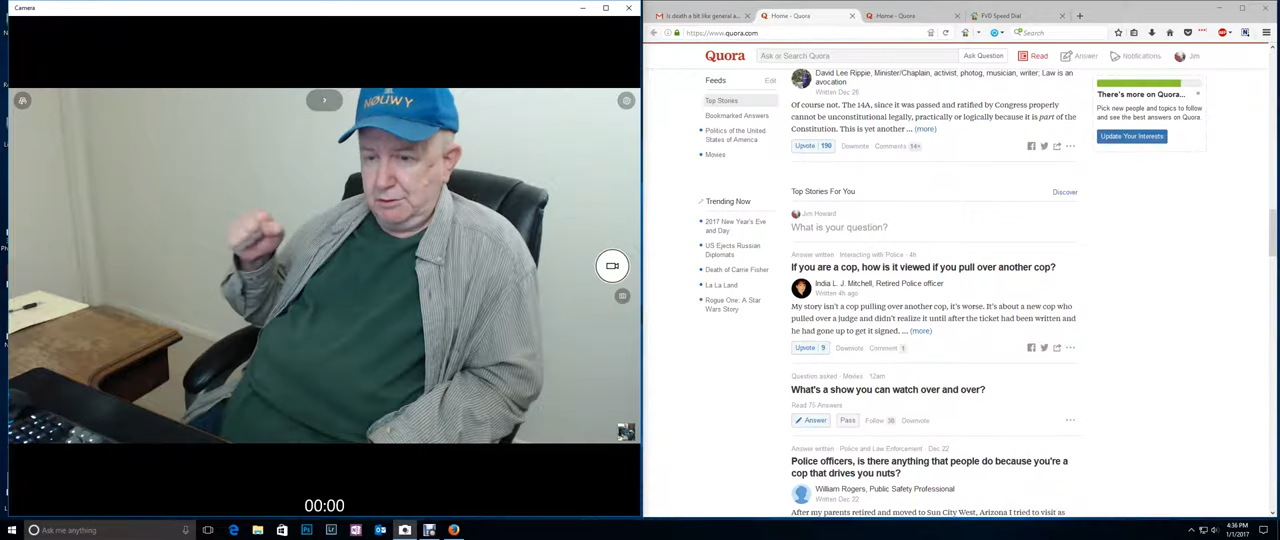 Camera
NØUWY
00:00
Is death a bit like general a...
Home - Quora
Home - Quora
FVD Speed Dial
https://www.quora.com
Search
Quora
Ask or Search Quora
Ask Question
Read
Answer
Notifications
Jim
Feeds
Edit
Top Stories
Bookmarked Answers
Politics of the United
States of America
Movies
Trending Now
2017 New Year's Eve
and Day
US Ejects Russian
Diplomats
Death of Carrie Fisher
La La Land
Rogue One: A Star
Wars Story
David Lee Rippie, Minister/Chaplain, activist, photog, musician, writer; Law is an
avocation
Written Dec 26
Of course not. The 14A, since it was passed and ratified by Congress properly
cannot be unconstitutional legally, practically or logically because it is part of the
Constitution. This is yet another ... (more)
Upvote 190 Downvote Comments 14+
Top Stories For You
Discover
Jim Howard
What is your question?
Answer written · Interacting with Police · 4h
If you are a cop, how is it viewed if you pull over another cop?
India L. J. Mitchell, Retired Police officer
Written 4h ago
My story isn't a cop pulling over another cop, it's worse. It's about a new cop who
pulled over a judge and didn't realize it until after the ticket had been written and
he had gone up to get it signed. ... (more)
Upvote 9 Downvote Comment 1
Question asked · Movies · 12am
What's a show you can watch over and over?
Read 75 Answers
Answer Pass Follow 36 Downvote
Answer written · Police and Law Enforcement · Dec 22
Police officers, is there anything that people do because you're a
cop that drives you nuts?
William Rogers, Public Safety Professional
Written Dec 22
After my parents retired and moved to Sun City West, Arizona I tried to visit as
There's more on Quora...
Pick new people and topics to follow
and see the best answers on Quora.
Update Your Interests
Ask me anything
4:36 PM
1/1/2017